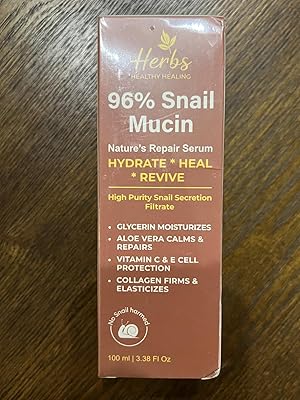 Herbs
HEALTHY HEALING
96% Snail
Mucin
Nature's Repair Serum
HYDRATE * HEAL
* REVIVE
High Purity Snail Secretion
Filtrate
• GLYCERIN MOISTURIZES
• ALOE VERA CALMS &
REPAIRS
• VITAMIN C & E CELL
PROTECTION
• COLLAGEN FIRMS &
ELASTICIZES
No Snail harmed
100 ml | 3.38 Fl Oz